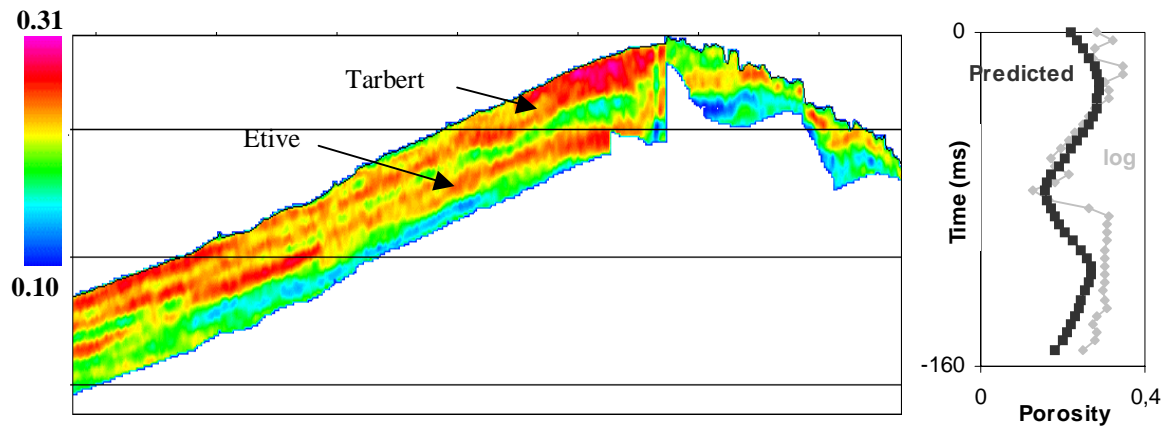 0.31
0.10
Tarbert
Etive
0
Predicted
log
Time (ms)
-160
0
0,4
Porosity